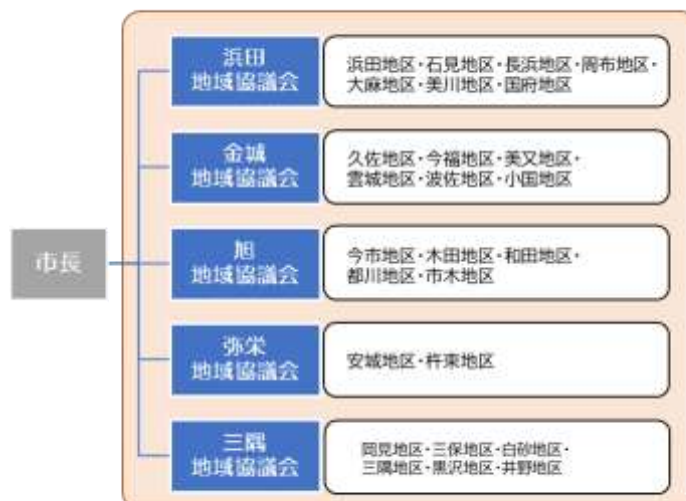 浜田
地域協議会
浜田地区・石見地区・長浜地区・周布地区・
大麻地区・美川地区・国府地区
金城
地域協議会
久佐地区・今福地区・美又地区・
雲城地区・波佐地区・小国地区
市長
旭
地域協議会
今市地区・木田地区・和田地区・
都川地区・市木地区
弥栄
地域協議会
安城地区・杵束地区
三隅
地域協議会
岡見地区・三保地区・白砂地区・
三隅地区・黒沢地区・井野地区